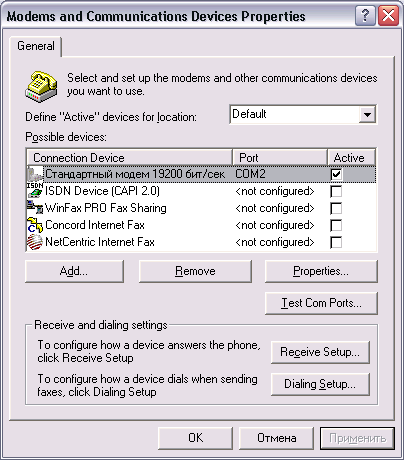 Modems and Communications Devices Properties
General
Select and set up the modems and other communications devices
you want to use.
Define "Active" devices for location: Default
Possible devices:
Connection Device Port Active
Стандартный модем 19200 бит/сек COM2
ISDN ISDN Device (CAPI 2.0) <not configured>
WinFax PRO Fax Sharing <not configured>
Concord Internet Fax <not configured>
NetCentric Internet Fax <not configured>
Add... Remove Properties...
Test Com Ports...
Receive and dialing settings
To configure how a device answers the phone,
click Receive Setup
Receive Setup...
To configure how a device dials when sending
faxes, click Dialing Setup
Dialing Setup...
OK Отмена Применить